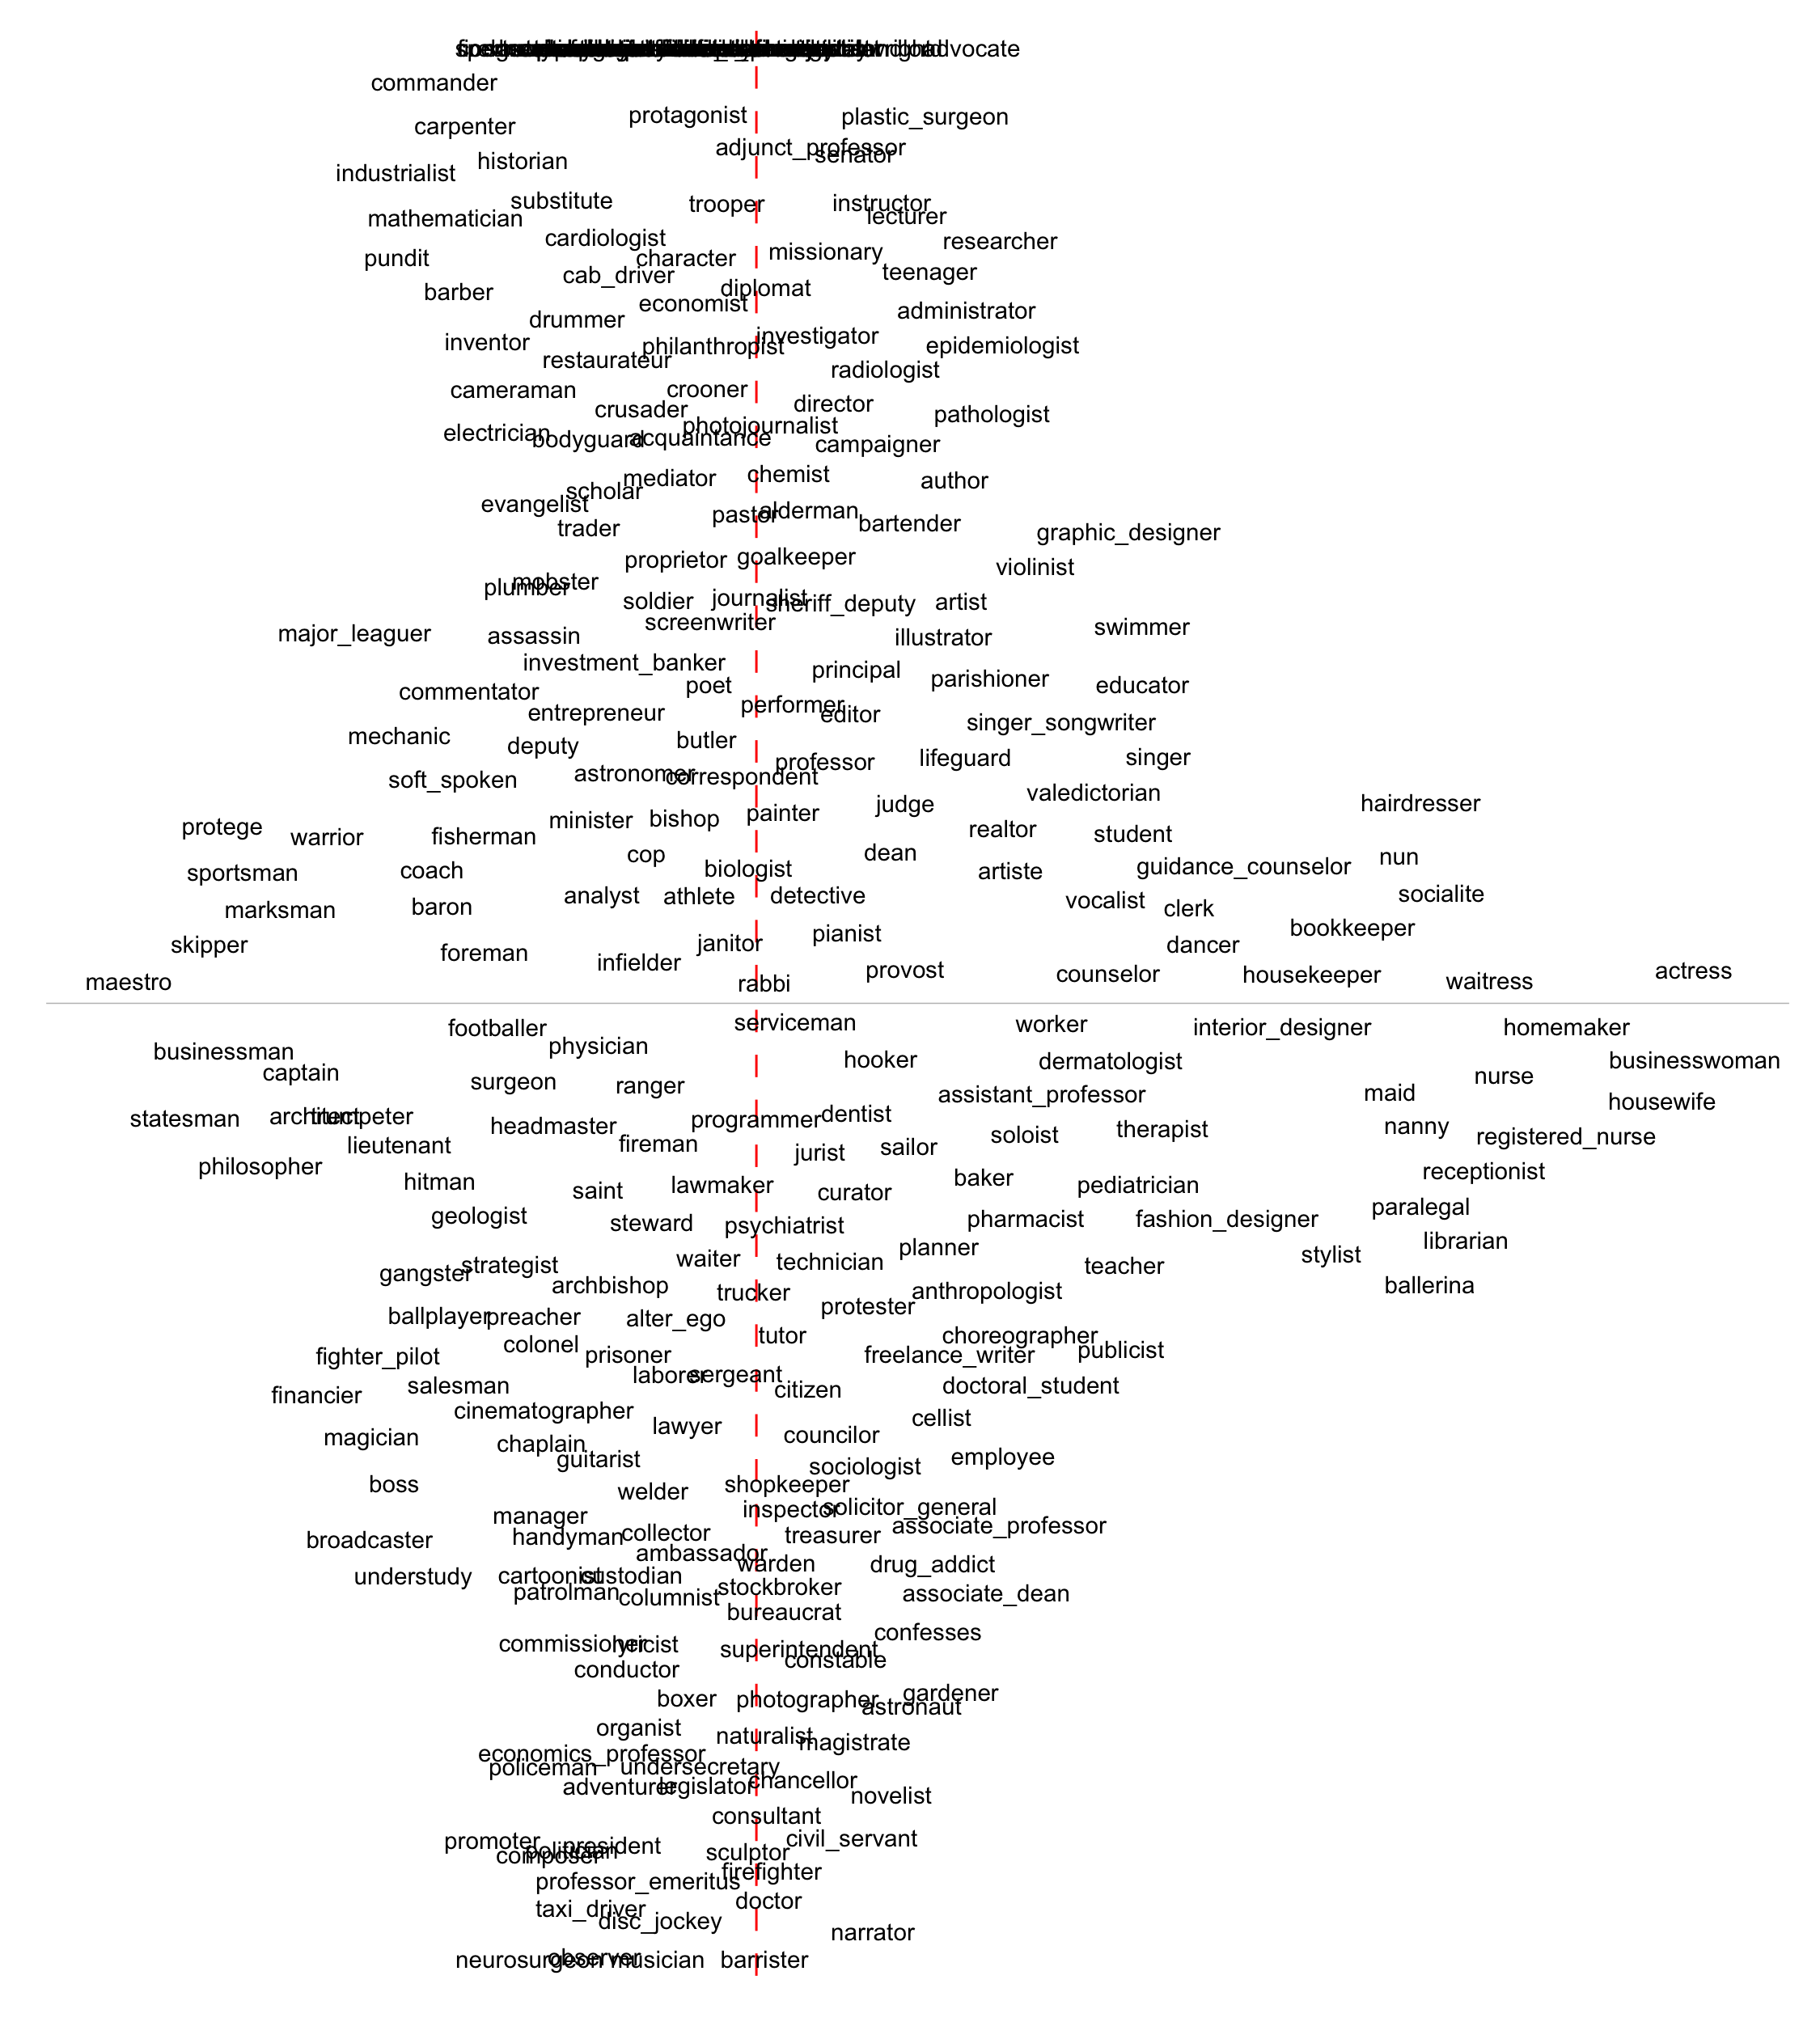 advocate
commander
protagonist plastic_surgeon
carpenter
adjunct_professor
senator
historian
industrialist
substitute trooper instructor
mathematician lecturer
cardiologist researcher
pundit character missionary
cab_driver teenager
barber diplomat
economist administrator
drummer
inventor philanthropist investigator epidemiologist
restaurateur radiologist
cameraman crooner
crusader director pathologist
photojournalist
electrician bodyguard acquaintance campaigner
mediator chemist author
scholar
evangelist pastor alderman
trader bartender graphic_designer
proprietor goalkeeper violinist
mobster
plumber
soldier journalist sheriff_deputy artist
screenwriter swimmer
major_leaguer assassin illustrator
investment_banker principal parishioner educator
commentator poet
entrepreneur performer editor singer_songwriter
mechanic deputy butler
professor lifeguard singer
soft_spoken astronomer correspondent
valedictorian hairdresser
protege warrior fisherman minister bishop painter judge realtor student
cop biologist dean guidance_counselor nun
sportsman coach artiste
analyst athlete detective vocalist socialite
marksman baron clerk
bookkeeper
skipper foreman janitor pianist dancer
infielder
maestro rabbi provost counselor housekeeper waitress actress
footballer serviceman worker interior_designer homemaker
businessman physician hooker dermatologist businesswoman
captain surgeon ranger nurse
assistant_professor maid
housewife
statesman architect trumpeter headmaster programmer dentist soloist therapist nanny registered_nurse
lieutenant fireman jurist sailor
philosopher receptionist
hitman saint lawmaker curator baker pediatrician
paralegal
geologist steward psychiatrist pharmacist fashion_designer
planner librarian
gangster strategist waiter technician teacher stylist
archbishop trucker anthropologist ballerina
ballplayer preacher alter_ego protester
colonel tutor choreographer
fighter_pilot prisoner freelance_writer publicist
laborer sergeant
financier salesman citizen doctoral_student
cinematographer lawyer cellist
magician chaplain councilor
guitarist sociologist employee
boss welder shopkeeper
manager inspector solicitor_general
broadcaster handyman collector treasurer associate_professor
ambassador
warden drug_addict
understudy cartoonist custodian
patrolman columnist stockbroker associate_dean
bureaucrat
commissioner lyricist superintendent confesses
conductor constable
boxer photographer gardener
astronaut
organist naturalist magistrate
economics_professor
policeman undersecretary
adventurer legislator chancellor novelist
consultant
promoter president civil_servant
politician
composer sculptor
firefighter
professor_emeritus
taxi_driver doctor
disc_jockey narrator
neurosurgeon observer musician barrister